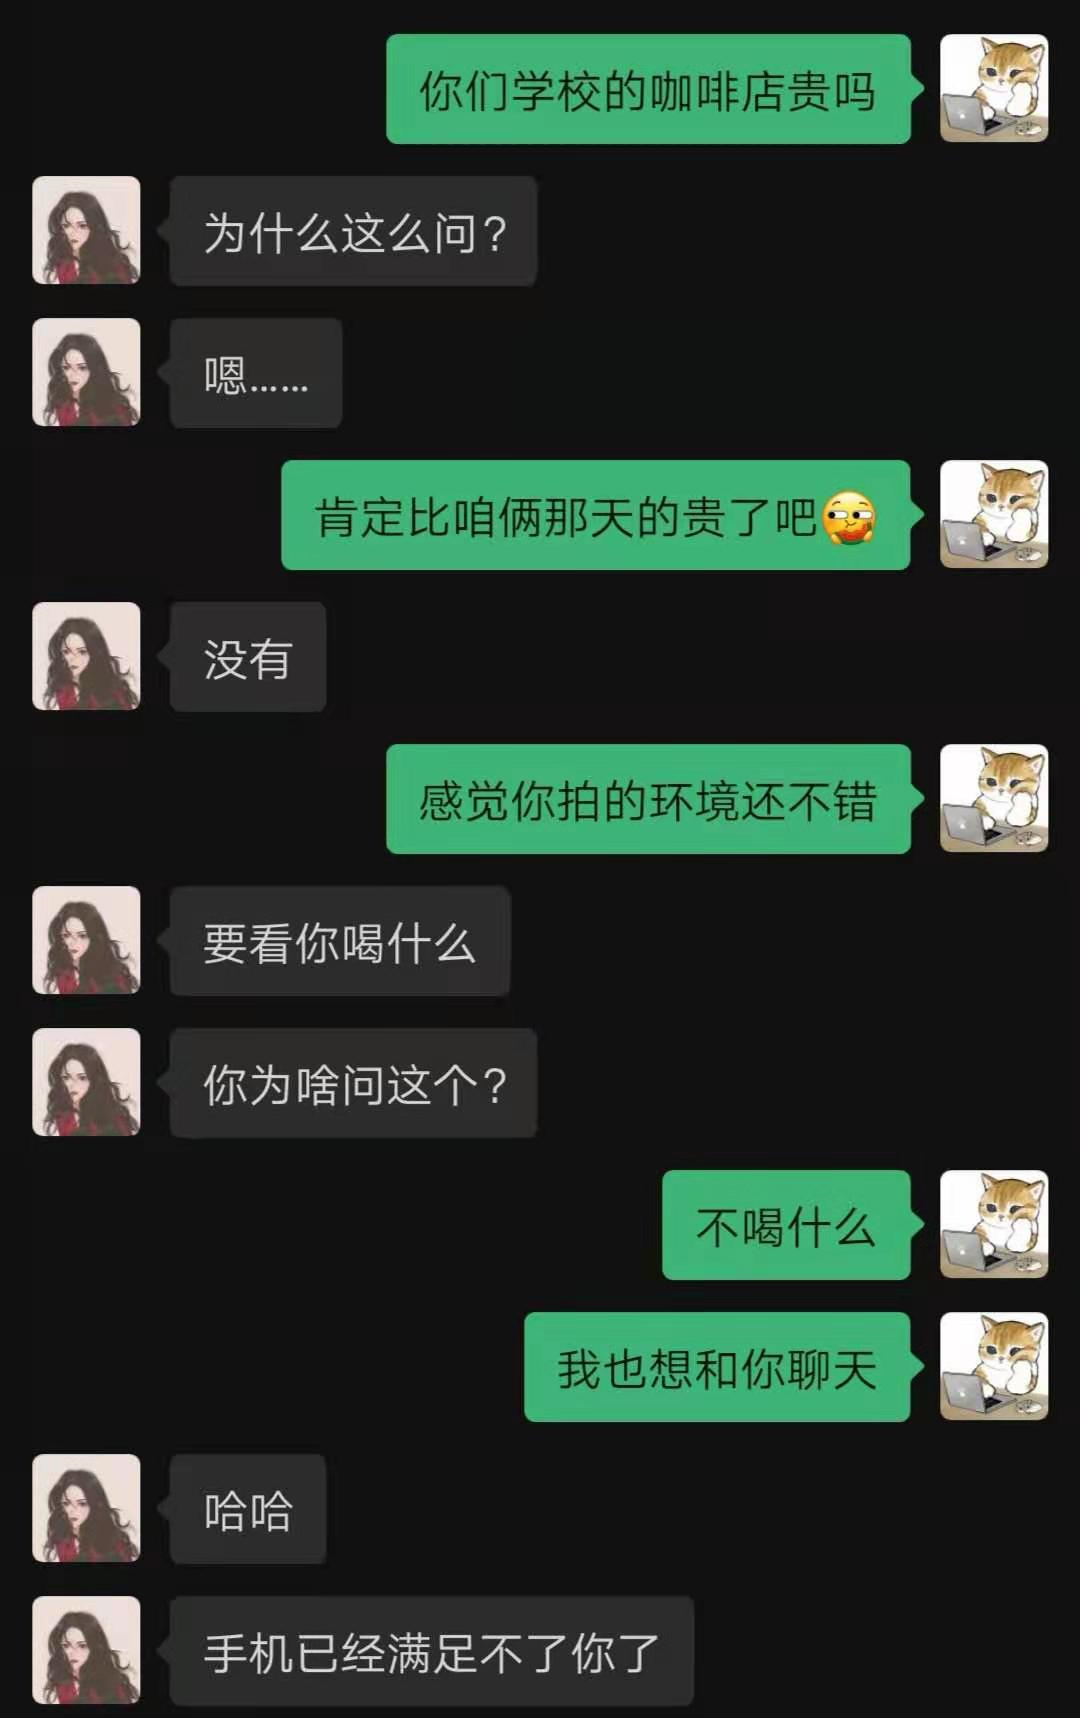 你们学校的咖啡店贵吗
为什么这么问？
嗯……
肯定比咱俩那天的贵了吧
没有
感觉你拍的环境还不错
要看你喝什么
你为啥问这个？
不喝什么
我也想和你聊天
哈哈
手机已经满足不了你了